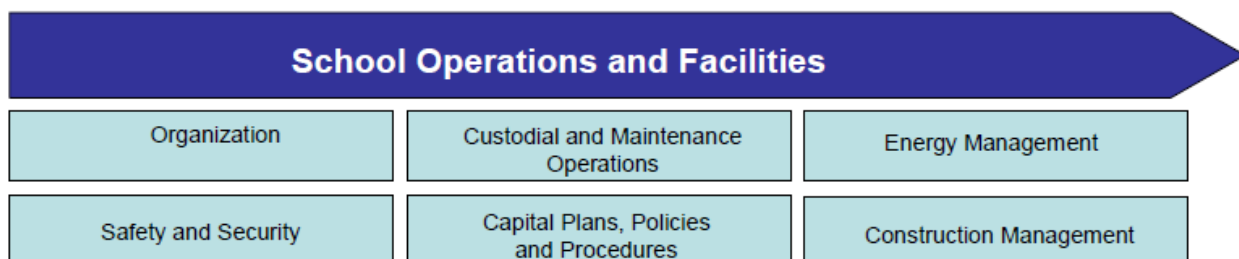 School Operations and Facilities
Organization
Custodial and Maintenance
Operations
Energy Management
Safety and Security
Capital Plans, Policies
and Procedures
Construction Management